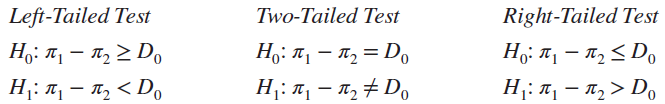 Left-Tailed Test Two-Tailed Test Right-Tailed Test
H₀: π₁ − π₂ ≥ D₀ H₀: π₁ − π₂ = D₀ H₀: π₁ − π₂ ≤ D₀
H₁: π₁ − π₂ < D₀ H₁: π₁ − π₂ ≠ D₀ H₁: π₁ − π₂ > D₀